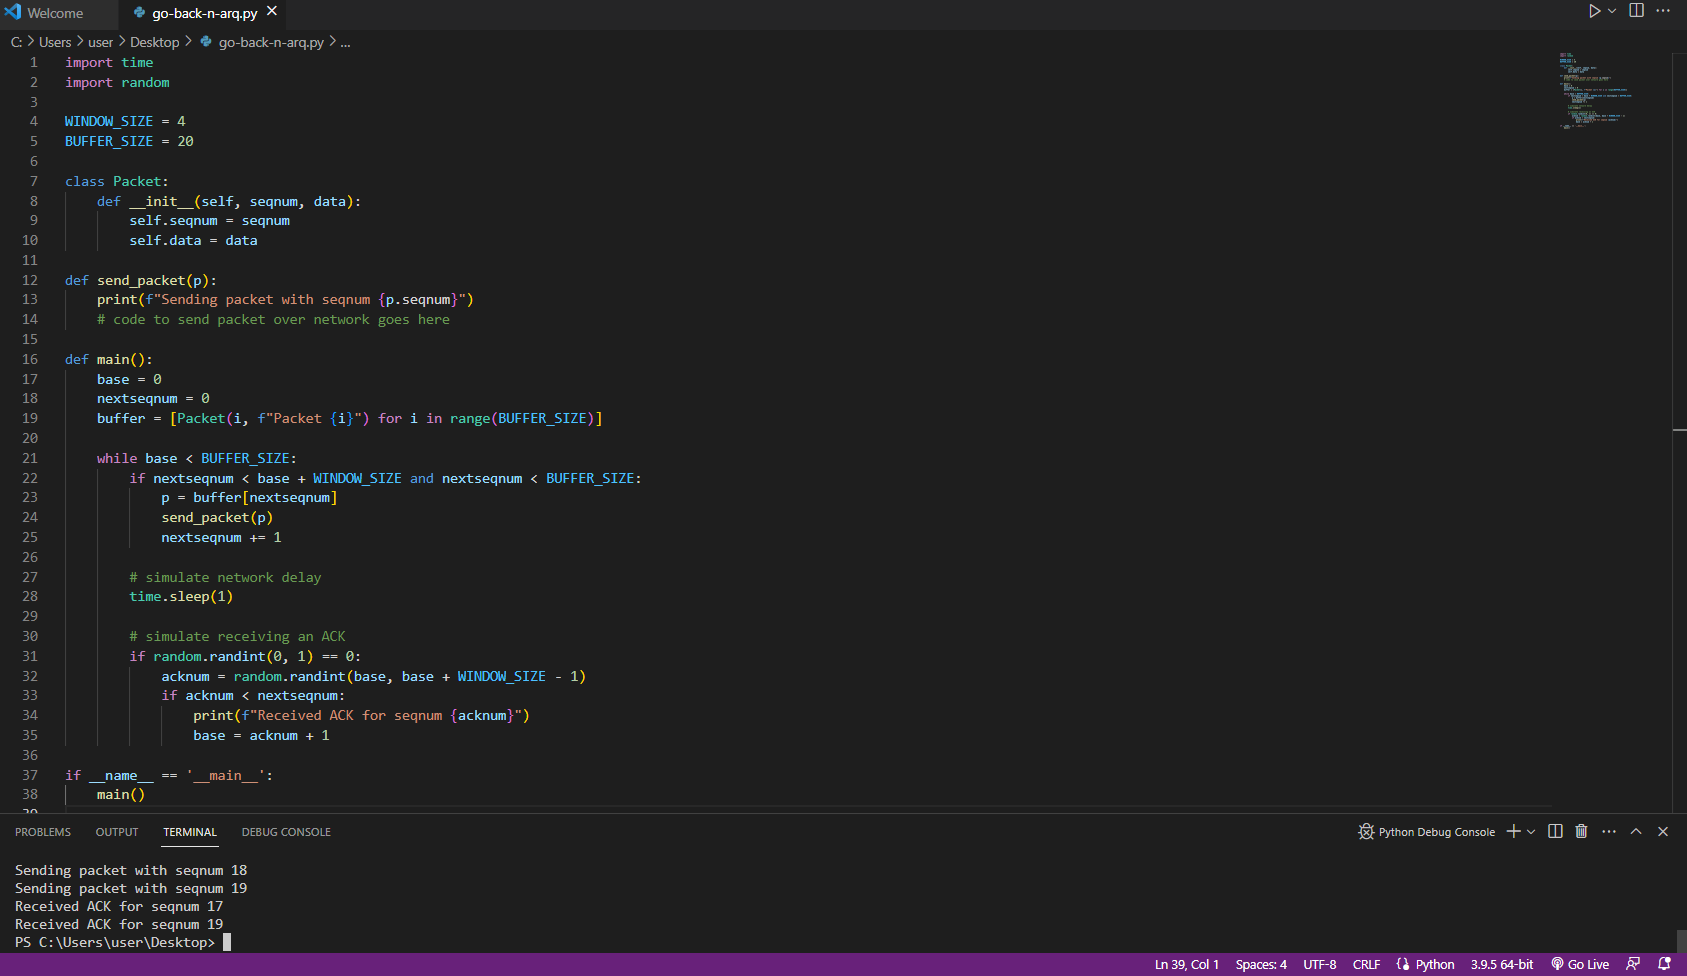 Welcome go-back-n-arq.py
C: > Users > user > Desktop > go-back-n-arq.py > ...
1 import time
2 import random
3
4 WINDOW_SIZE = 4
5 BUFFER_SIZE = 20
6
7 class Packet:
8     def __init__(self, seqnum, data):
9         self.seqnum = seqnum
10         self.data = data
11
12 def send_packet(p):
13     print(f"Sending packet with seqnum {p.seqnum}")
14     # code to send packet over network goes here
15
16 def main():
17     base = 0
18     nextseqnum = 0
19     buffer = [Packet(i, f"Packet {i}") for i in range(BUFFER_SIZE)]
20
21     while base < BUFFER_SIZE:
22         if nextseqnum < base + WINDOW_SIZE and nextseqnum < BUFFER_SIZE:
23             p = buffer[nextseqnum]
24             send_packet(p)
25             nextseqnum += 1
26
27         # simulate network delay
28         time.sleep(1)
29
30         # simulate receiving an ACK
31         if random.randint(0, 1) == 0:
32             acknum = random.randint(base, base + WINDOW_SIZE - 1)
33             if acknum < nextseqnum:
34                 print(f"Received ACK for seqnum {acknum}")
35                 base = acknum + 1
36
37 if __name__ == '__main__':
38     main()
39
PROBLEMS OUTPUT TERMINAL DEBUG CONSOLE Python Debug Console
Sending packet with seqnum 18
Sending packet with seqnum 19
Received ACK for seqnum 17
Received ACK for seqnum 19
PS C:\Users\user\Desktop>
Ln 39, Col 1 Spaces: 4 UTF-8 CRLF Python 3.9.5 64-bit Go Live